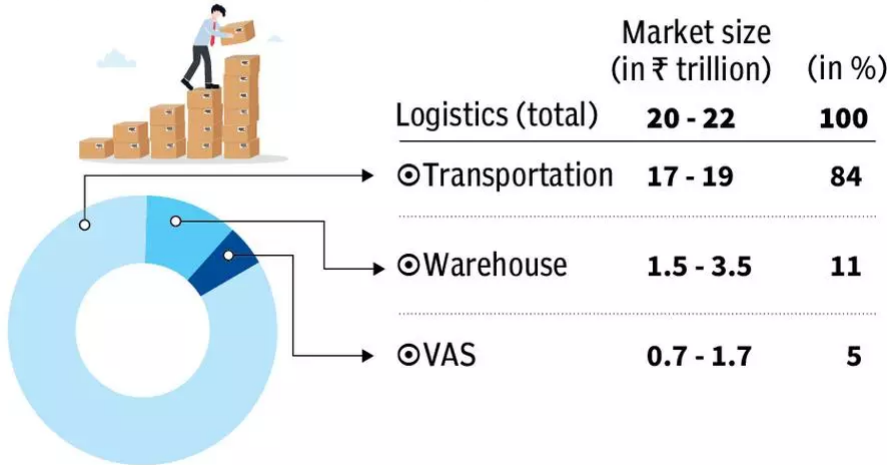 Market size
(in ₹ trillion) (in %)
Logistics (total) 20 - 22 100
Transportation 17 - 19 84
Warehouse 1.5 - 3.5 11
VAS 0.7 - 1.7 5